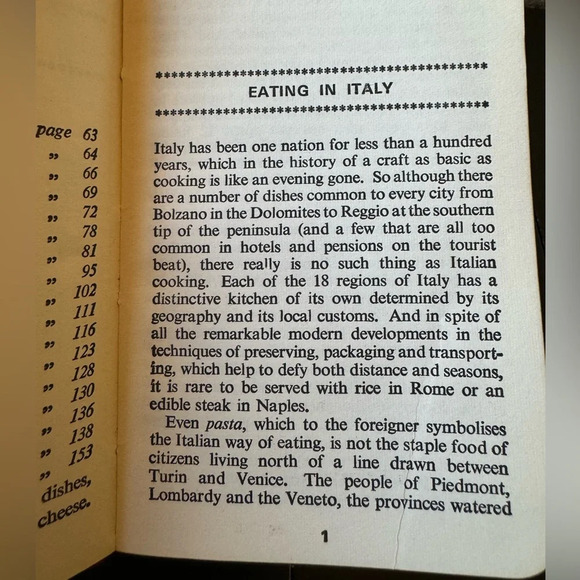 page 63
” 64
” 66
” 69
” 72
” 78
” 81
” 95
” 102
” 111
” 116
” 123
” 128
” 130
” 136
” 138
” 153
dishes,
cheese.
EATING IN ITALY
Italy has been one nation for less than a hundred
years, which in the history of a craft as basic as
cooking is like an evening gone. So although there
are a number of dishes common to every city from
Bolzano in the Dolomites to Reggio at the southern
tip of the peninsula (and a few that are all too
common in hotels and pensions on the tourist
beat), there really is no such thing as Italian
cooking. Each of the 18 regions of Italy has a
distinctive kitchen of its own determined by its
geography and its local customs. And in spite of
all the remarkable modern developments in the
techniques of preserving, packaging and transport-
ing, which help to defy both distance and seasons,
it is rare to be served with rice in Rome or an
edible steak in Naples.
Even pasta, which to the foreigner symbolises
the Italian way of eating, is not the staple food of
citizens living north of a line drawn between
Turin and Venice. The people of Piedmont,
Lombardy and the Veneto, the provinces watered
1